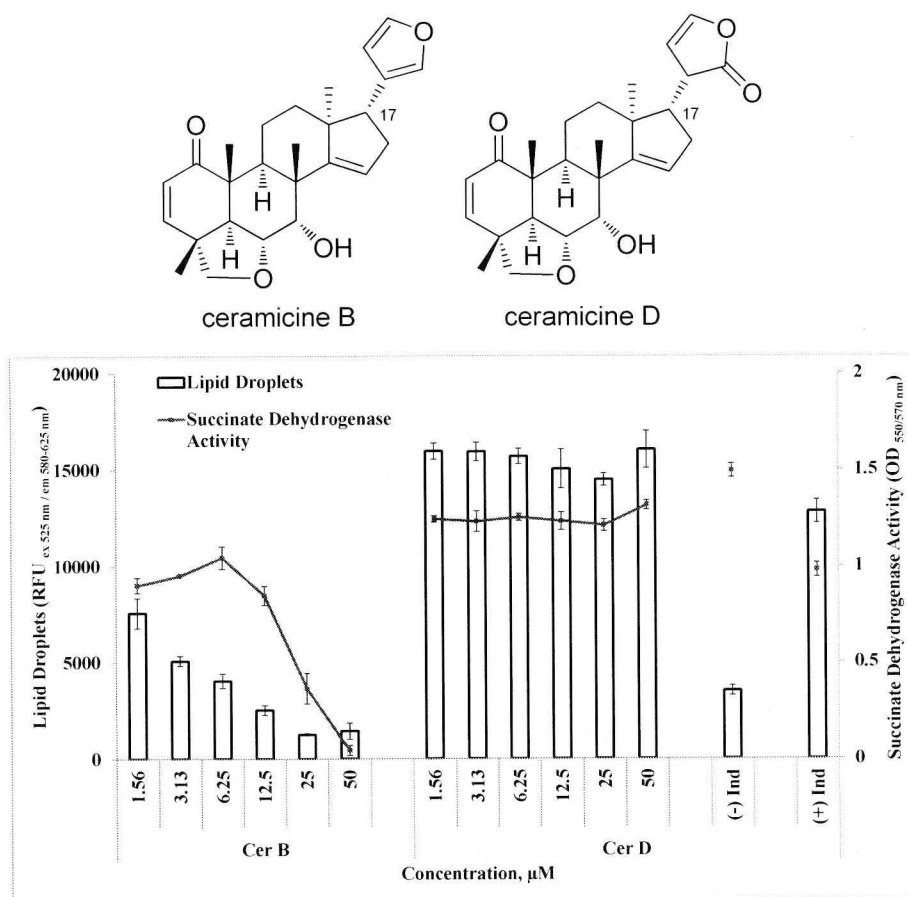 O
O
O
O
O
17
17
H
H
OH
O
H
H
OH
O
ceramicine B
ceramicine D
20000
15000
10000
5000
0
Lipid Droplets (RFU ex 525 nm / em 580-625 nm)
Lipid Droplets
Succinate Dehydrogenase
Activity
2
1.5
1
0.5
0
Succinate Dehydrogenase Activity (OD 550/570 nm)
1.56
3.13
6.25
12.5
25
50
1.56
3.13
6.25
12.5
25
50
(-) Ind
(+) Ind
Cer B
Cer D
Concentration, µM